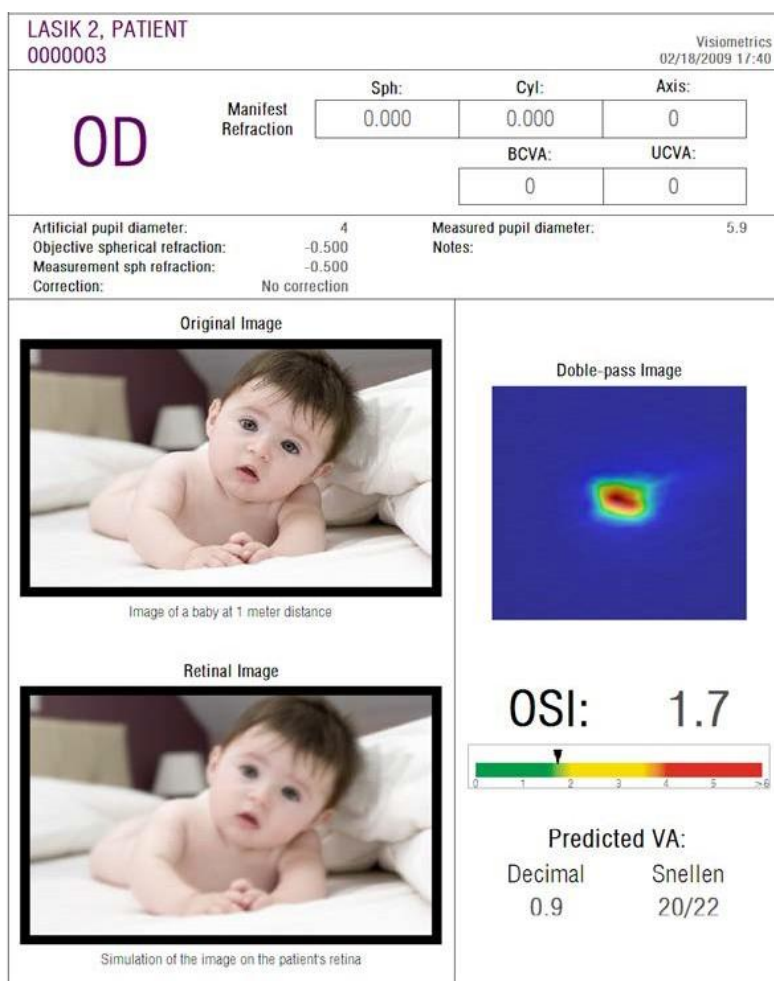 LASIK 2, PATIENT
0000003
Visiometrics
02/18/2009 17:40
OD
Manifest
Refraction
Sph: Cyl: Axis:
0.000 0.000 0
BCVA: UCVA:
0 0
Artificial pupil diameter: 4
Objective spherical refraction: -0.500
Measurement sph refraction: -0.500
Correction: No correction
Measured pupil diameter: 5.9
Notes:
Original Image
Image of a baby at 1 meter distance
Retinal Image
Simulation of the image on the patient's retina
Doble-pass Image
OSI: 1.7
0 1 2 3 4 5 >6
Predicted VA:
Decimal Snellen
0.9 20/22